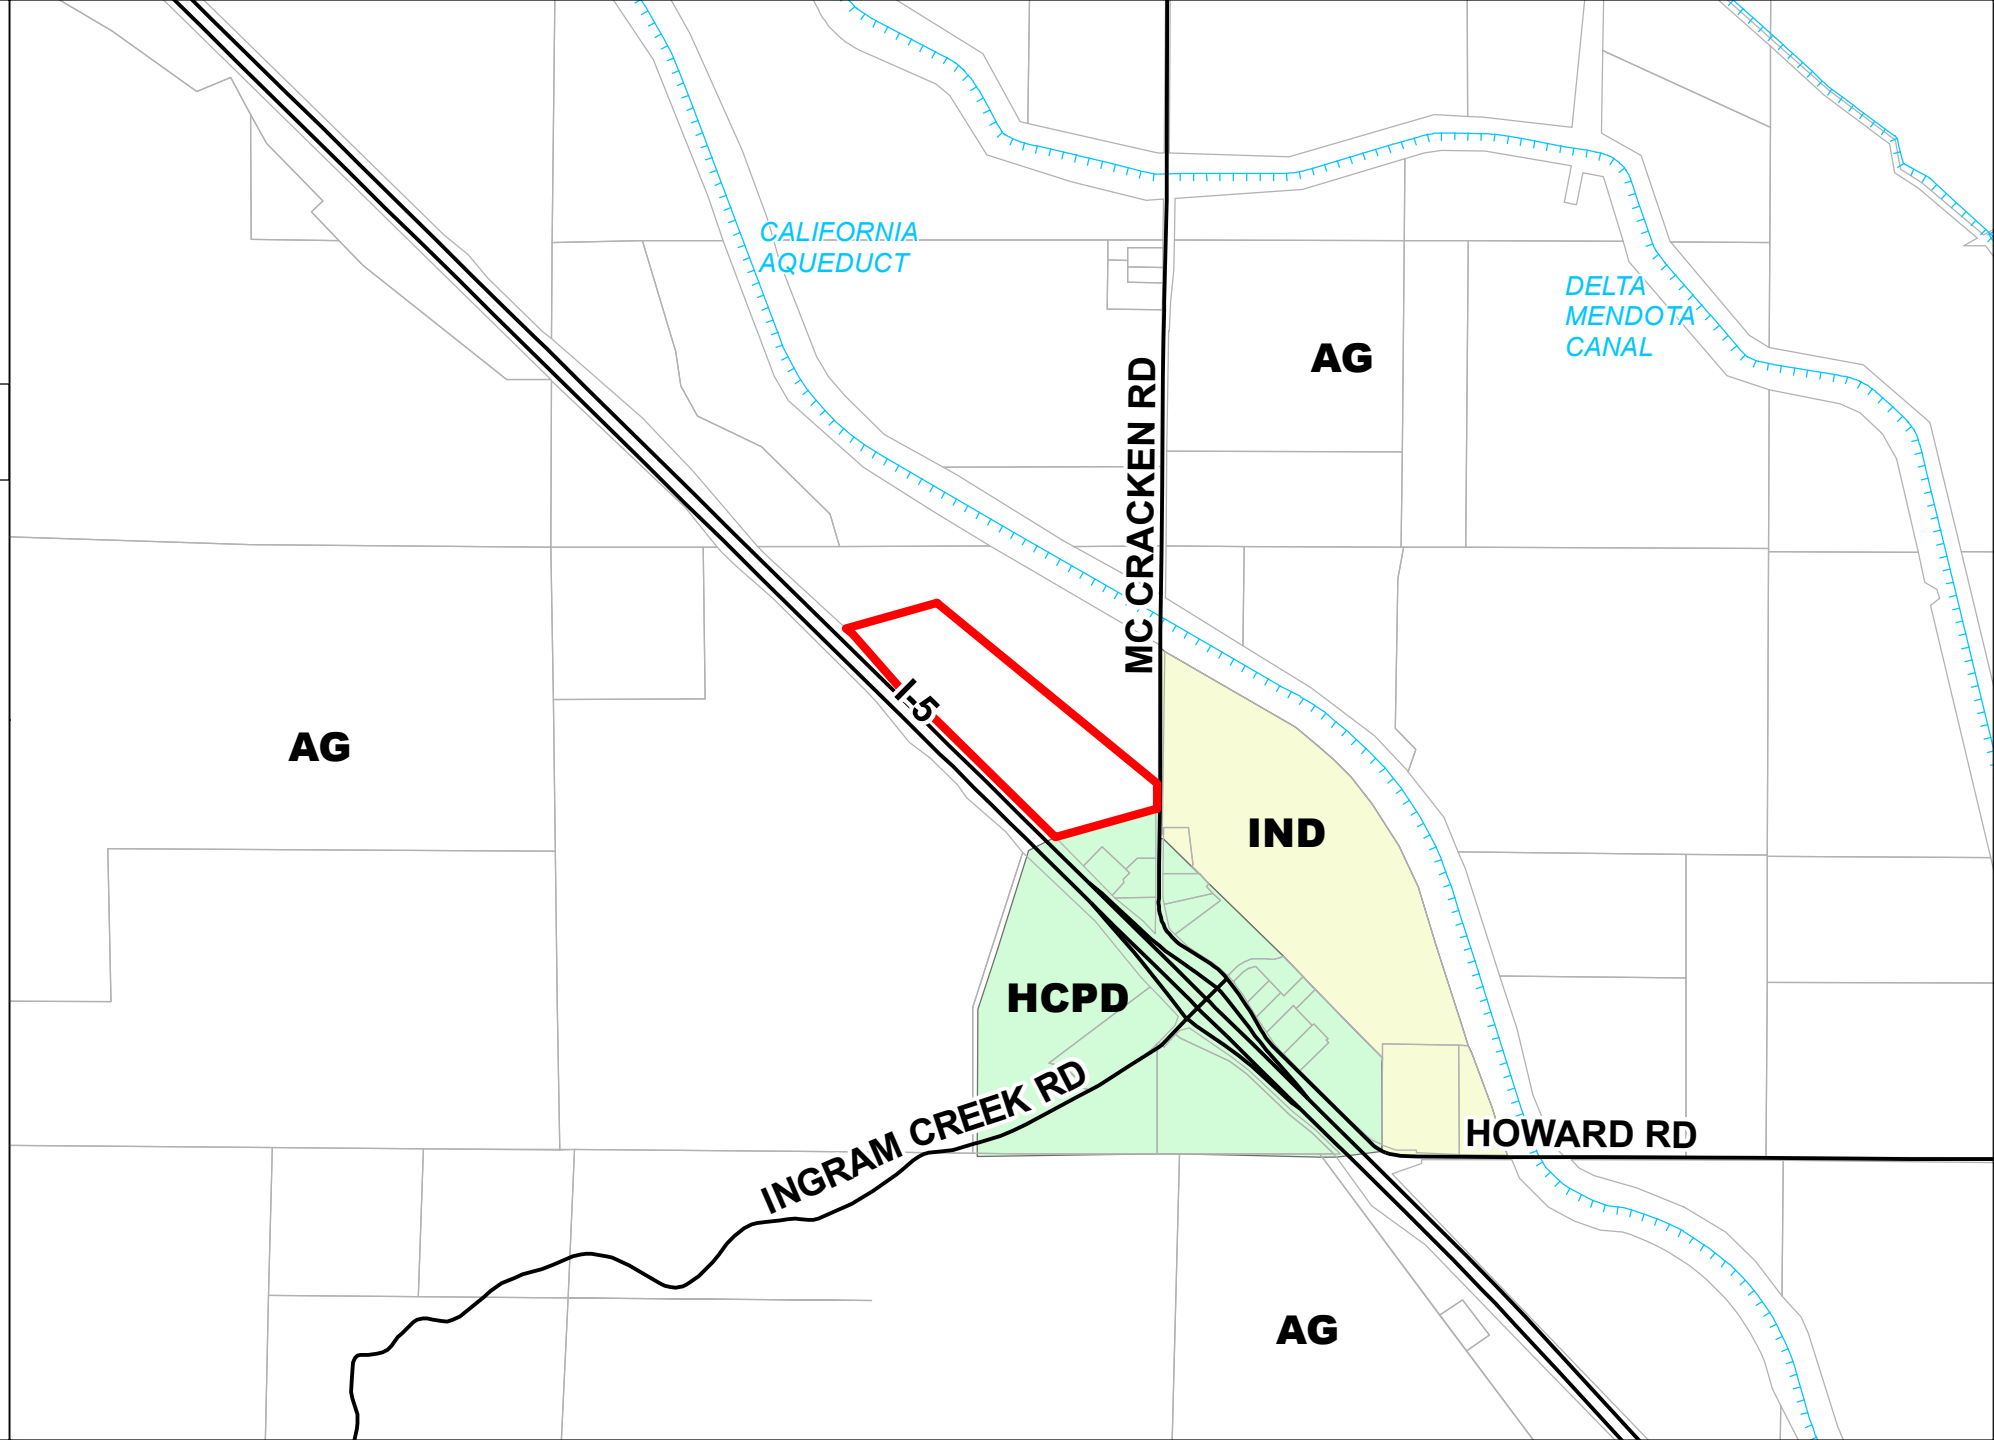 CALIFORNIA
AQUEDUCT
DELTA
MENDOTA
CANAL
AG
MC CRACKEN RD
I-5
AG
IND
HCPD
INGRAM CREEK RD
HOWARD RD
AG